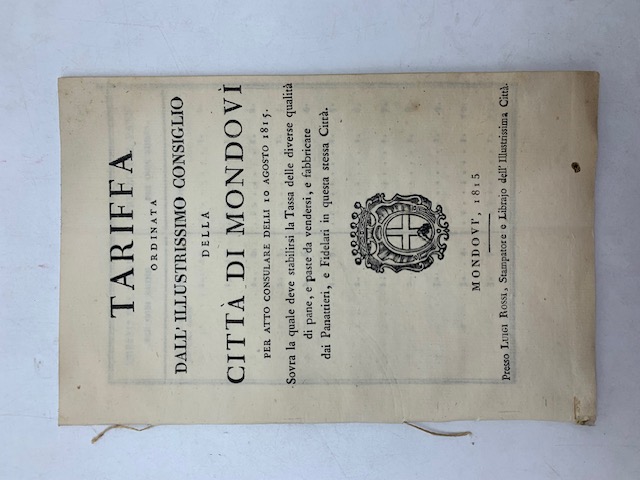 TARIFFA
ORDINATA
DALL'ILLUSTRISSIMO CONSIGLIO
DELLA
CITTÀ DI MONDOVÌ
PER ATTO CONSULARE DELLI 10 AGOSTO 1815.
Sovra la quale deve stabilirsi la Tassa delle diverse qualità
di pane, e paste da vendersi, e fabbricate
dai Panattieri, e Fidelari in questa stessa Città.
MONDOVI', 1815
Presso LUIGI ROSSI, Stampatore e Librajo dell'Illustrissima Città.